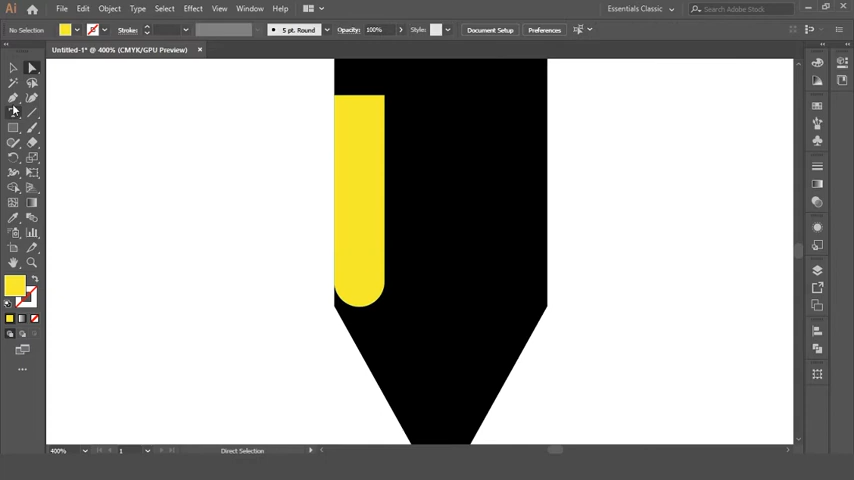 Ai
File Edit Object Type Select Effect View Window Help
Essentials Classic
Search Adobe Stock
No Selection
Stroke:
5 pt. Round
Opacity: 100%
Style:
Document Setup
Preferences
Untitled-1* @ 400% (CMYK/GPU Preview)
400%
1
Direct Selection